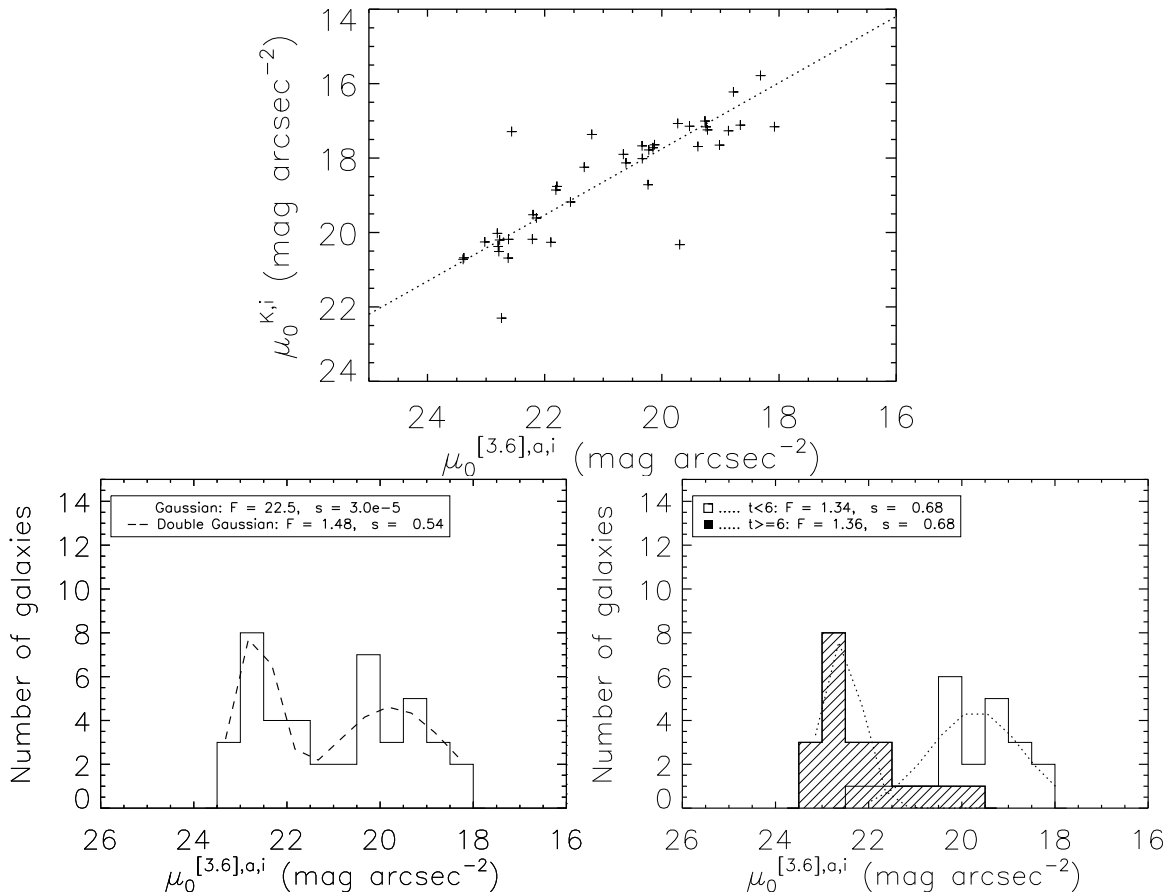 14
16
18
20
22
24
μ₀^K,i (mag arcsec⁻²)
24 22 20 18 16
μ₀^[3.6],a,i (mag arcsec⁻²)
14
12
10
8
6
4
2
0
Number of galaxies
Gaussian: F = 22.5, s = 3.0e-5
Double Gaussian: F = 1.48, s = 0.54
26 24 22 20 18 16
μ₀^[3.6],a,i (mag arcsec⁻²)
14
12
10
8
6
4
2
0
Number of galaxies
t<6: F = 1.34, s = 0.68
t>=6: F = 1.36, s = 0.68
26 24 22 20 18 16
μ₀^[3.6],a,i (mag arcsec⁻²)